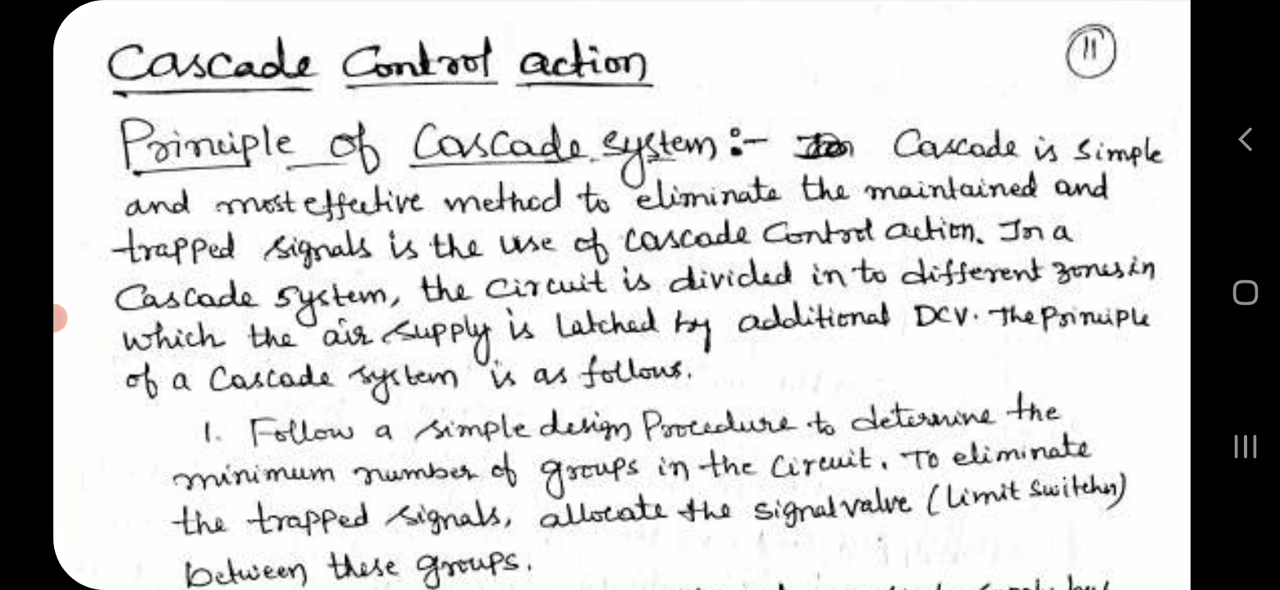 Cascade Control action
11
Principle of Cascade system :- Cascade is simple
and most effective method to eliminate the maintained and
trapped signals is the use of cascade Control action. In a
Cascade system, the circuit is divided in to different zones in
which the air supply is latched by additional DCV. The Principle
of a Cascade system is as follows.
1. Follow a simple design Procedure to determine the
minimum number of groups in the circuit. To eliminate
the trapped signals, allocate the signal valve (limit switches)
between these groups.